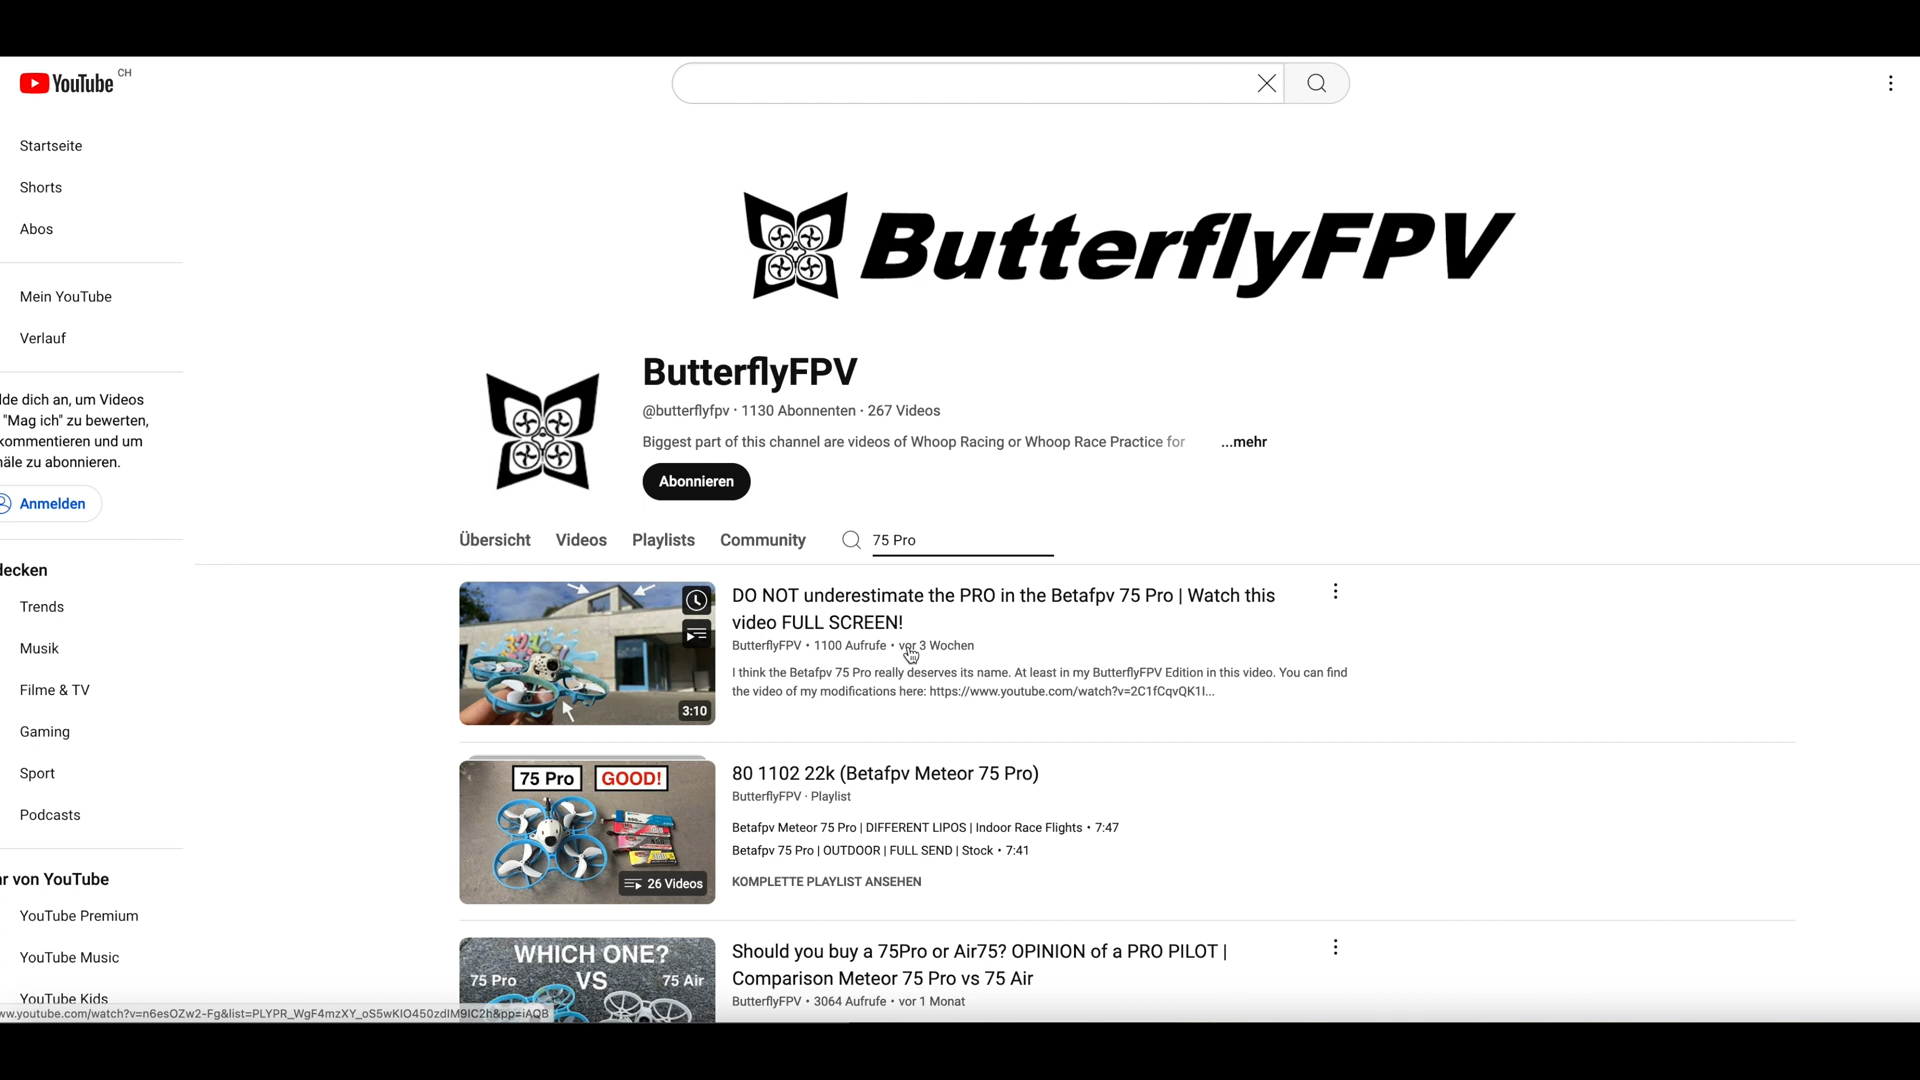 YouTube CH
Startseite
Shorts
Abos
Mein YouTube
Verlauf
lde dich an, um Videos
"Mag ich" zu bewerten,
kommentieren und um
näle zu abonnieren.
Anmelden
decken
Trends
Musik
Filme & TV
Gaming
Sport
Podcasts
r von YouTube
YouTube Premium
YouTube Music
YouTube Kids
ButterflyFPV
ButterflyFPV
@butterflyfpv · 1130 Abonnenten · 267 Videos
Biggest part of this channel are videos of Whoop Racing or Whoop Race Practice for ...mehr
Abonnieren
Übersicht Videos Playlists Community 75 Pro
3:10
DO NOT underestimate the PRO in the Betafpv 75 Pro | Watch this
video FULL SCREEN!
ButterflyFPV • 1100 Aufrufe • vor 3 Wochen
I think the Betafpv 75 Pro really deserves its name. At least in my ButterflyFPV Edition in this video. You can find
the video of my modifications here: https://www.youtube.com/watch?v=2C1fCqvQK1I...
75 Pro GOOD!
26 Videos
80 1102 22k (Betafpv Meteor 75 Pro)
ButterflyFPV · Playlist
Betafpv Meteor 75 Pro | DIFFERENT LIPOS | Indoor Race Flights • 7:47
Betafpv 75 Pro | OUTDOOR | FULL SEND | Stock • 7:41
KOMPLETTE PLAYLIST ANSEHEN
WHICH ONE?
75 Pro VS 75 Air
Should you buy a 75Pro or Air75? OPINION of a PRO PILOT |
Comparison Meteor 75 Pro vs 75 Air
ButterflyFPV • 3064 Aufrufe • vor 1 Monat
ww.youtube.com/watch?v=n6esOZw2-Fg&list=PLYPR_WgF4mzXY_oS5wKIO450zdIM9IC2h&pp=iAQB